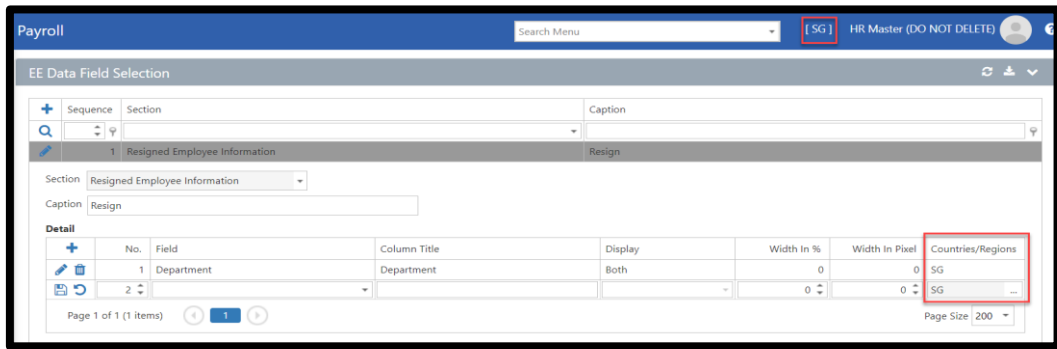 Payroll
Search Menu
[ SG ]
HR Master (DO NOT DELETE)
EE Data Field Selection
Sequence Section Caption
1 Resigned Employee Information Resign
Section Resigned Employee Information
Caption Resign
Detail
No. Field Column Title Display Width In % Width In Pixel Countries/Regions
1 Department Department Both 0 0 SG
2 0 0 SG ...
Page 1 of 1 (1 items) 1 Page Size 200